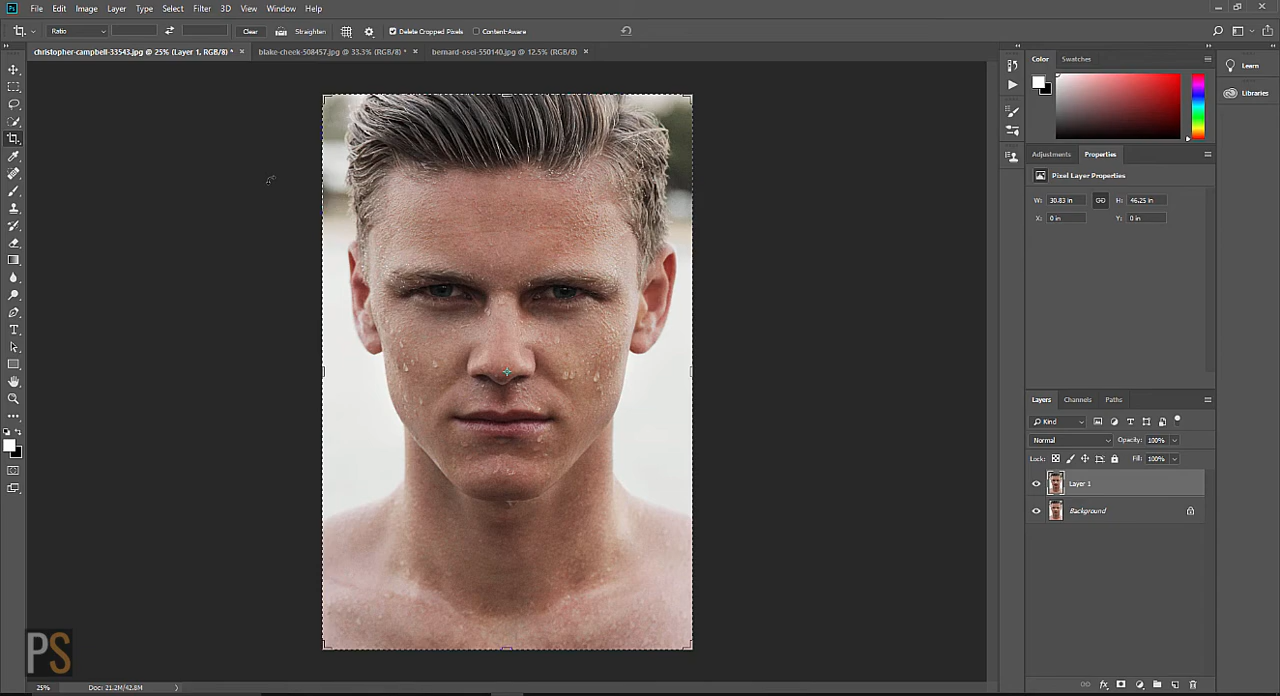 Ps File Edit Image Layer Type Select Filter 3D View Window Help
Ratio Clear Straighten Delete Cropped Pixels Content-Aware
christopher-campbell-33543.jpg @ 25% (Layer 1, RGB/8) * × blake-cheek-508457.jpg @ 33.3% (RGB/8) * × bernard-osei-550140.jpg @ 12.5% (RGB/8) ×
Color Swatches
Learn
Libraries
Adjustments Properties
Pixel Layer Properties
W: 30.83 in H: 46.25 in
X: 0 in Y: 0 in
Layers Channels Paths
Kind
Normal Opacity: 100%
Lock: Fill: 100%
Layer 1
Background
PS
25% Doc: 21.2M/42.8M